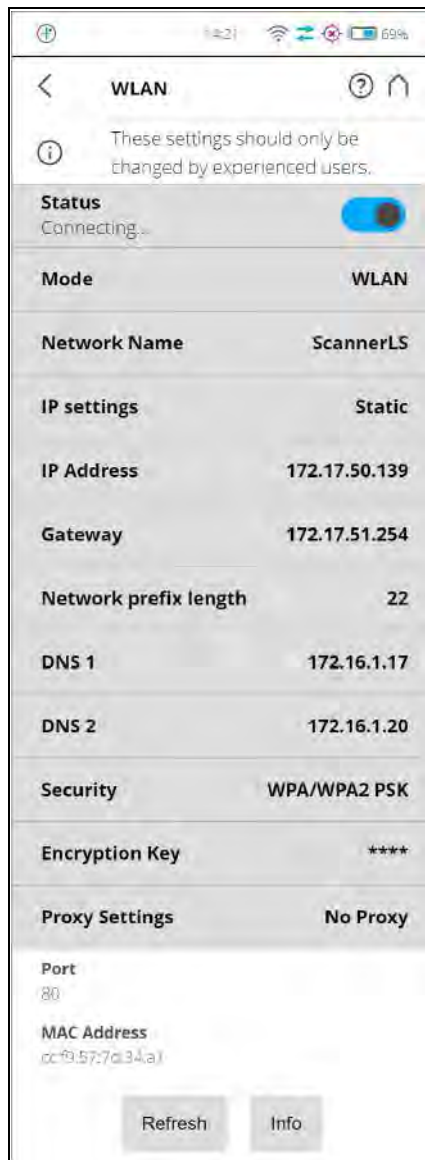 14:21 69%
WLAN
These settings should only be
changed by experienced users.
Status
Connecting...
Mode WLAN
Network Name ScannerLS
IP settings Static
IP Address 172.17.50.139
Gateway 172.17.51.254
Network prefix length 22
DNS 1 172.16.1.17
DNS 2 172.16.1.20
Security WPA/WPA2 PSK
Encryption Key ****
Proxy Settings No Proxy
Port
80
MAC Address
Refresh Info